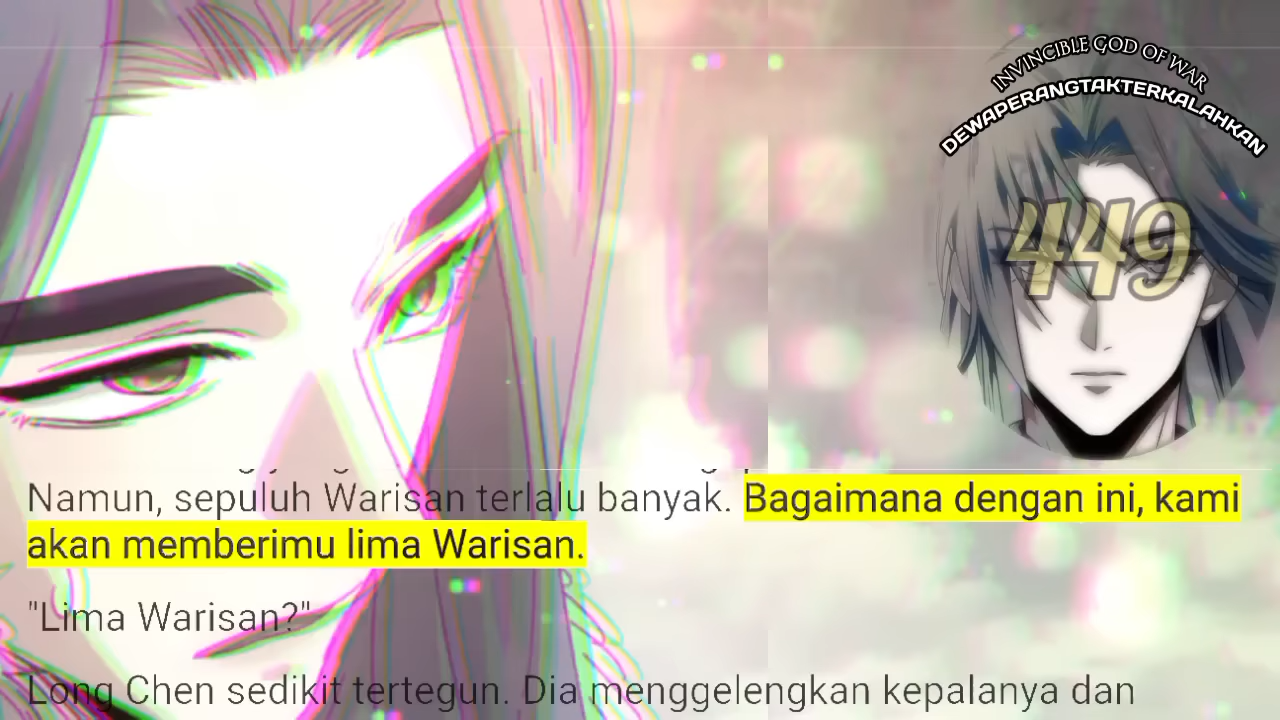 INVINCIBLE GOD OF WAR
DEWAPERANGTAKTERKALAHKAN
449
Namun, sepuluh Warisan terlalu banyak. Bagaimana dengan ini, kami
akan memberimu lima Warisan.
"Lima Warisan?"
Long Chen sedikit tertegun. Dia menggelengkan kepalanya dan